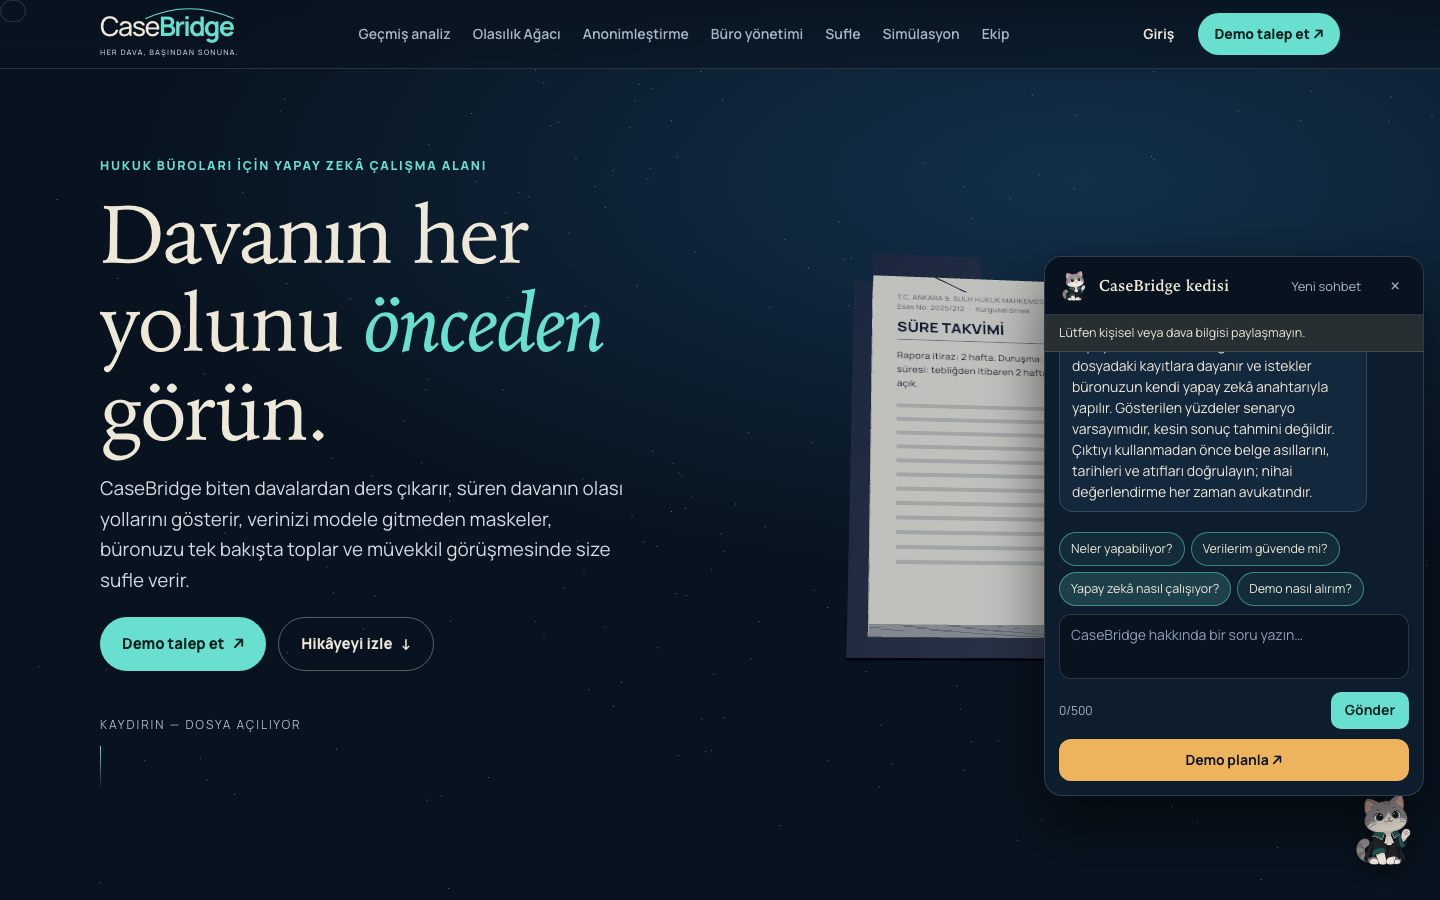 CaseBridge
HER DAVA, BAŞINDAN SONUNA.
Geçmiş analiz
Olasılık Ağacı
Anonimleştirme
Büro yönetimi
Sufle
Simülasyon
Ekip
Giriş
Demo talep et ↗
HUKUK BÜROLARI İÇİN YAPAY ZEKÂ ÇALIŞMA ALANI
Davanın her
yolunu önceden
görün.
CaseBridge biten davalardan ders çıkarır, süren davanın olası
yollarını gösterir, verinizi modele gitmeden maskeler,
büronuzu tek bakışta toplar ve müvekkil görüşmesinde size
sufle verir.
Demo talep et ↗
Hikâyeyi izle ↓
KAYDIRIN — DOSYA AÇILIYOR
T.C. ANKARA 9. SULH HUKUK MAHKEMES
Esas No: 2025/212 · Kurgusal örnek
SÜRE TAKVİMİ
Rapora itiraz: 2 hafta. Duruşma
süresi: tebliğden itibaren 2 haft
açık.
CaseBridge kedisi
Yeni sohbet
×
Lütfen kişisel veya dava bilgisi paylaşmayın.
dosyadaki kayıtlara dayanır ve istekler
büronuzun kendi yapay zekâ anahtarıyla
yapılır. Gösterilen yüzdeler senaryo
varsayımıdır, kesin sonuç tahmini değildir.
Çıktıyı kullanmadan önce belge asıllarını,
tarihleri ve atıfları doğrulayın; nihai
değerlendirme her zaman avukatındır.
Neler yapabiliyor?
Verilerim güvende mi?
Yapay zekâ nasıl çalışıyor?
Demo nasıl alırım?
CaseBridge hakkında bir soru yazın...
0/500
Gönder
Demo planla ↗